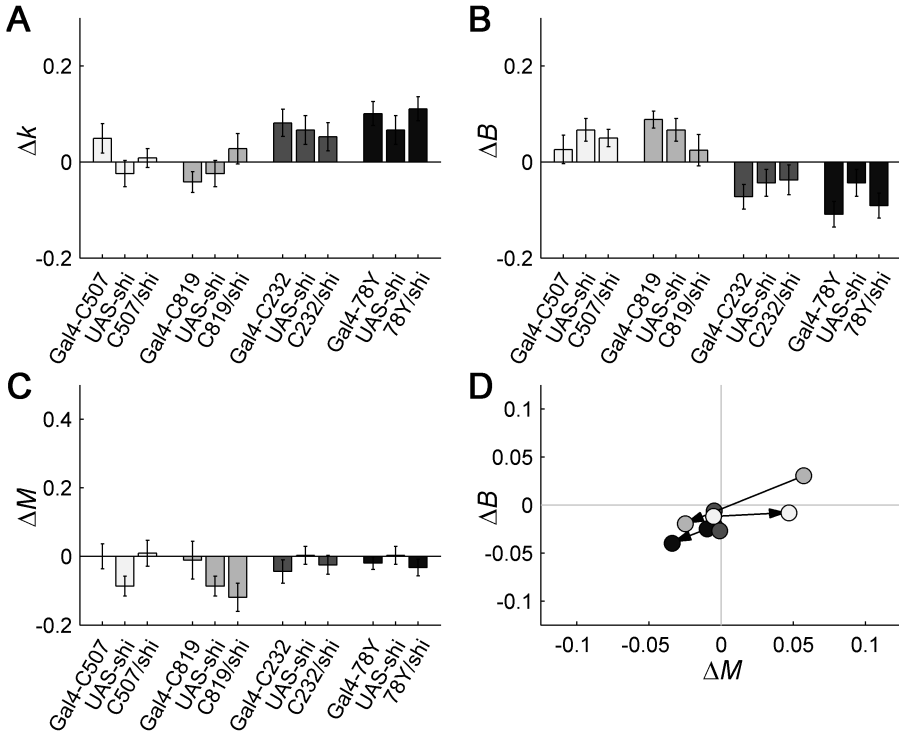 A
Δk
0.2
0
-0.2
Gal4-C507
UAS-shi
C507/shi
Gal4-C819
UAS-shi
C819/shi
Gal4-C232
UAS-shi
C232/shi
Gal4-78Y
UAS-shi
78Y/shi
B
ΔB
0.2
0
-0.2
Gal4-C507
UAS-shi
C507/shi
Gal4-C819
UAS-shi
C819/shi
Gal4-C232
UAS-shi
C232/shi
Gal4-78Y
UAS-shi
78Y/shi
C
ΔM
0.4
0.2
0
-0.2
Gal4-C507
UAS-shi
C507/shi
Gal4-C819
UAS-shi
C819/shi
Gal4-C232
UAS-shi
C232/shi
Gal4-78Y
UAS-shi
78Y/shi
D
ΔB
0.1
0.05
0
-0.05
-0.1
-0.1
-0.05
0
0.05
0.1
ΔM